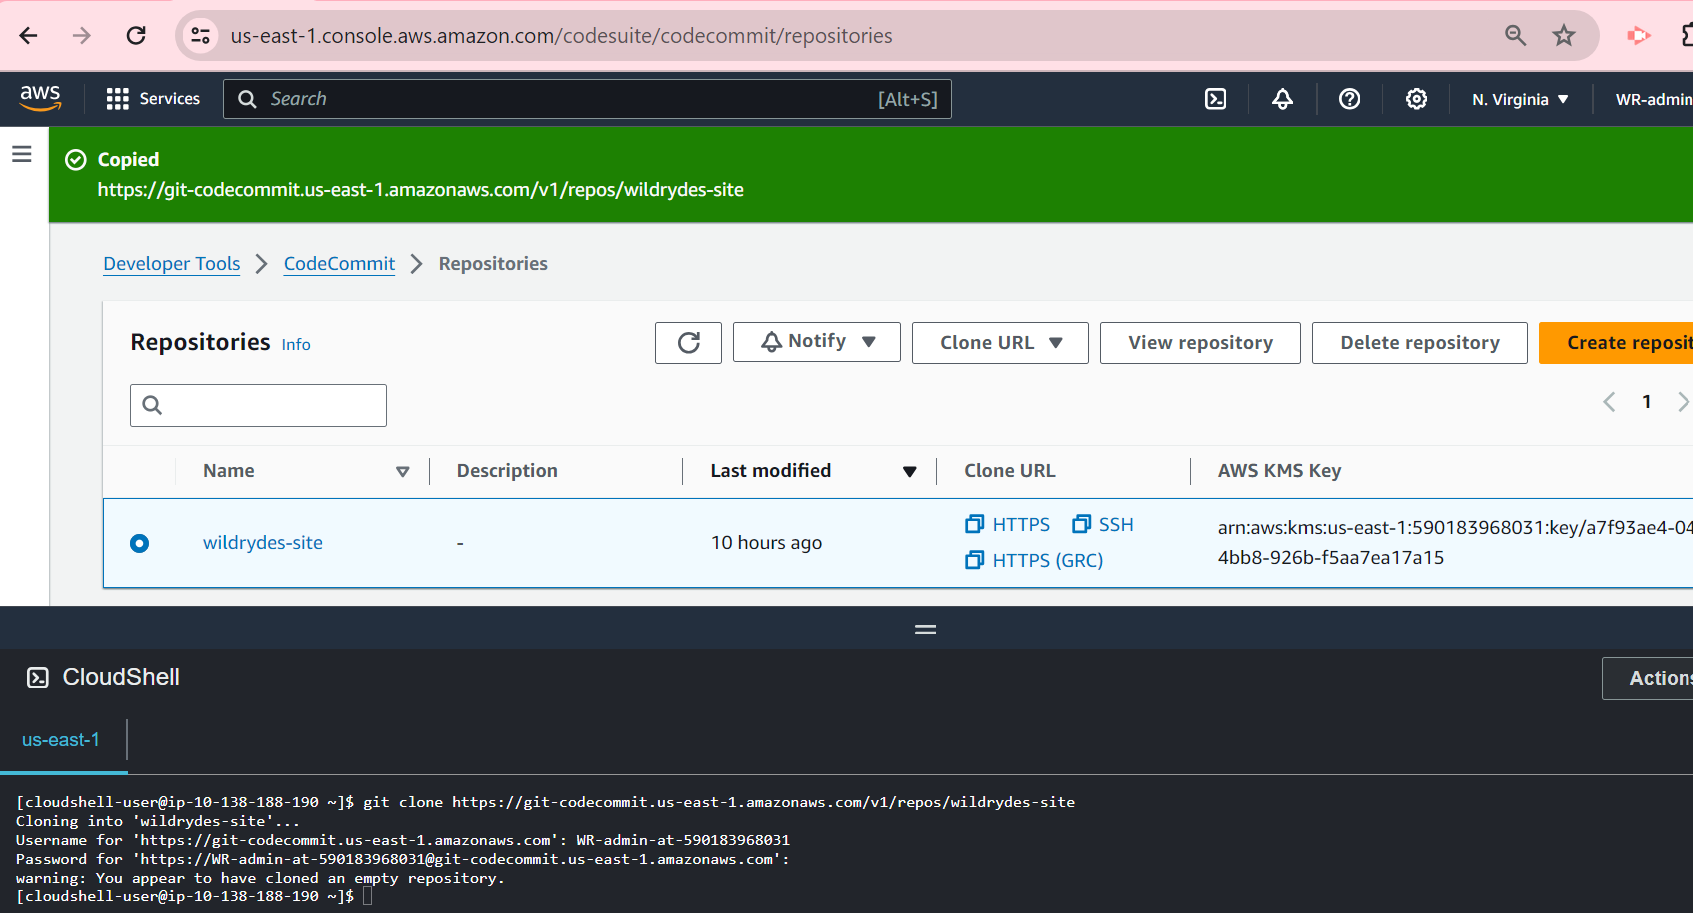 us-east-1.console.aws.amazon.com/codesuite/codecommit/repositories
aws
Services
Search
[Alt+S]
N. Virginia
WR-admin
Copied
https://git-codecommit.us-east-1.amazonaws.com/v1/repos/wildrydes-site
Developer Tools
CodeCommit
Repositories
Repositories Info
Notify
Clone URL
View repository
Delete repository
Create reposit
1
Name
Description
Last modified
Clone URL
AWS KMS Key
wildrydes-site
-
10 hours ago
HTTPS
SSH
HTTPS (GRC)
arn:aws:kms:us-east-1:590183968031:key/a7f93ae4-04
4bb8-926b-f5aa7ea17a15
CloudShell
Actions
us-east-1
[cloudshell-user@ip-10-138-188-190 ~]$ git clone https://git-codecommit.us-east-1.amazonaws.com/v1/repos/wildrydes-site
Cloning into 'wildrydes-site'...
Username for 'https://git-codecommit.us-east-1.amazonaws.com': WR-admin-at-590183968031
Password for 'https://WR-admin-at-590183968031@git-codecommit.us-east-1.amazonaws.com':
warning: You appear to have cloned an empty repository.
[cloudshell-user@ip-10-138-188-190 ~]$